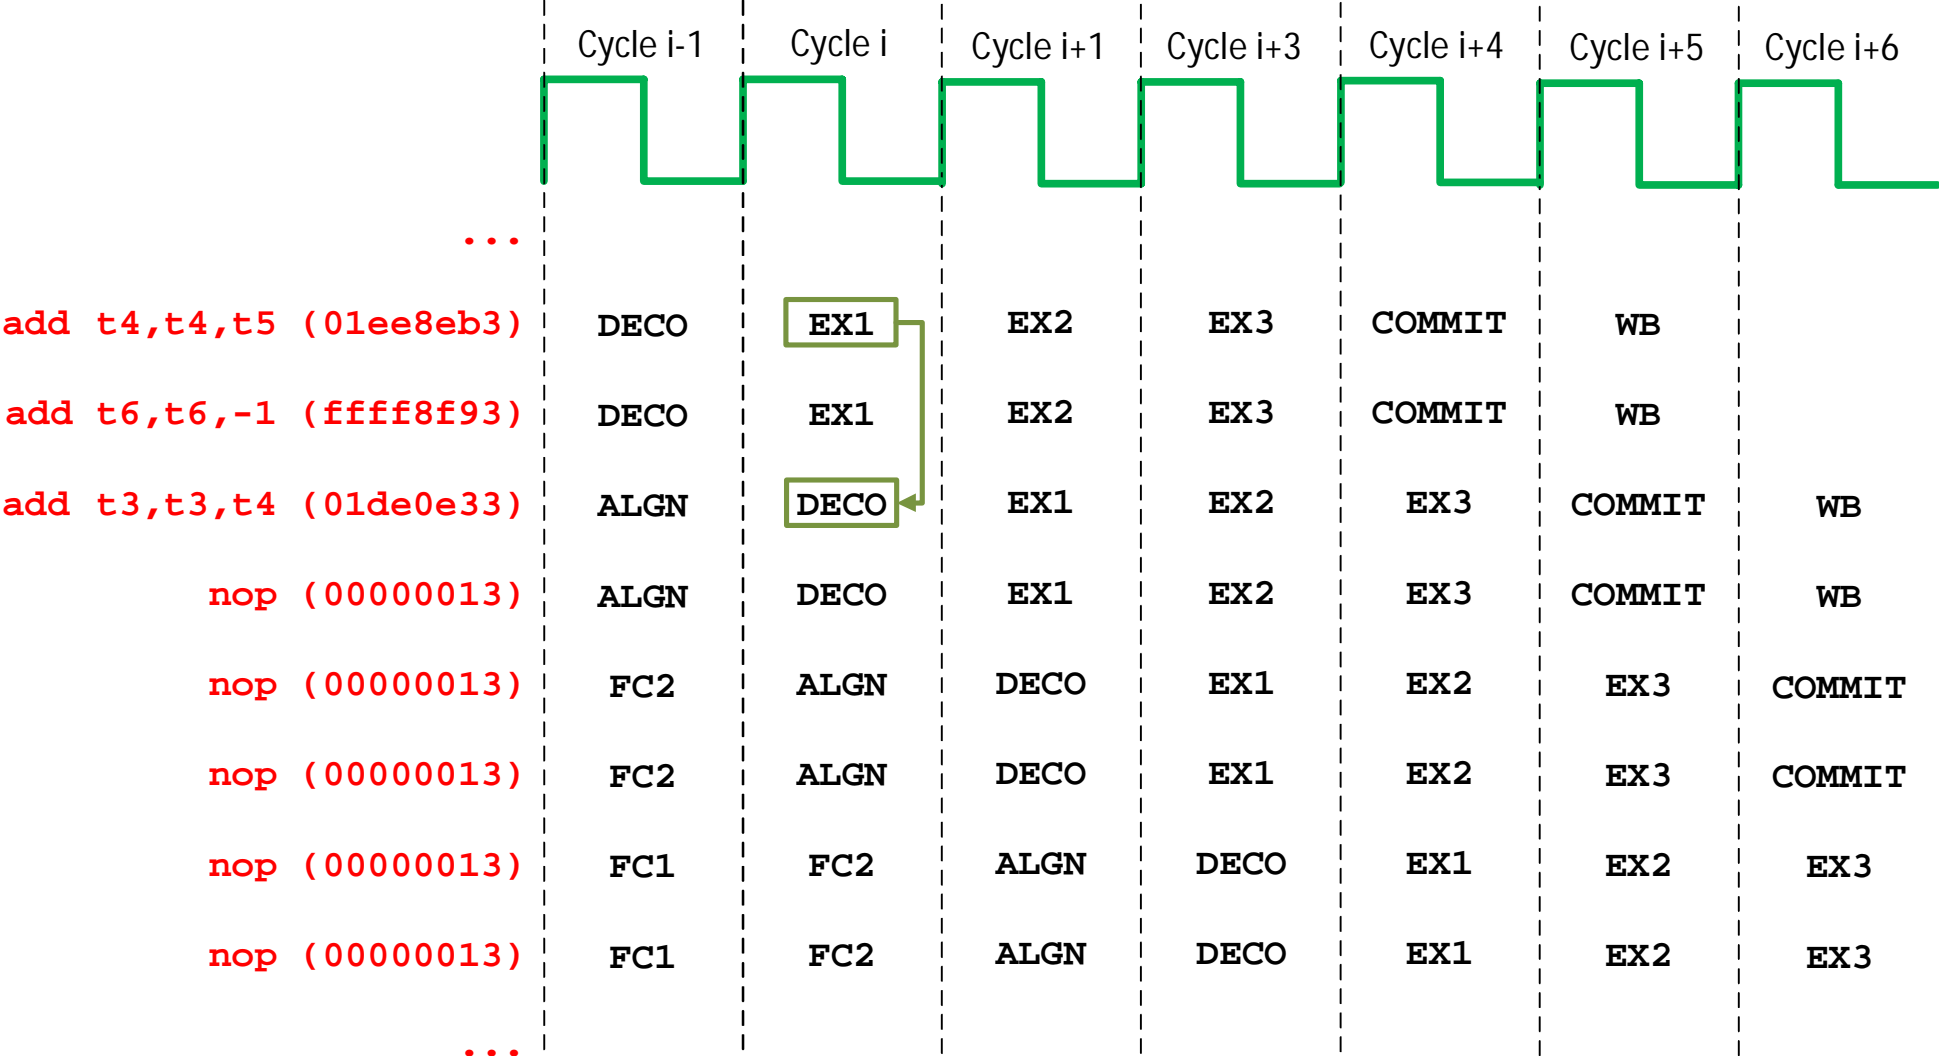 Cycle i-1 Cycle i Cycle i+1 Cycle i+3 Cycle i+4 Cycle i+5 Cycle i+6
...
add t4,t4,t5 (01ee8eb3) DECO EX1 EX2 EX3 COMMIT WB
add t6,t6,-1 (ffff8f93) DECO EX1 EX2 EX3 COMMIT WB
add t3,t3,t4 (01de0e33) ALGN DECO EX1 EX2 EX3 COMMIT WB
nop (00000013) ALGN DECO EX1 EX2 EX3 COMMIT WB
nop (00000013) FC2 ALGN DECO EX1 EX2 EX3 COMMIT
nop (00000013) FC2 ALGN DECO EX1 EX2 EX3 COMMIT
nop (00000013) FC1 FC2 ALGN DECO EX1 EX2 EX3
nop (00000013) FC1 FC2 ALGN DECO EX1 EX2 EX3
...